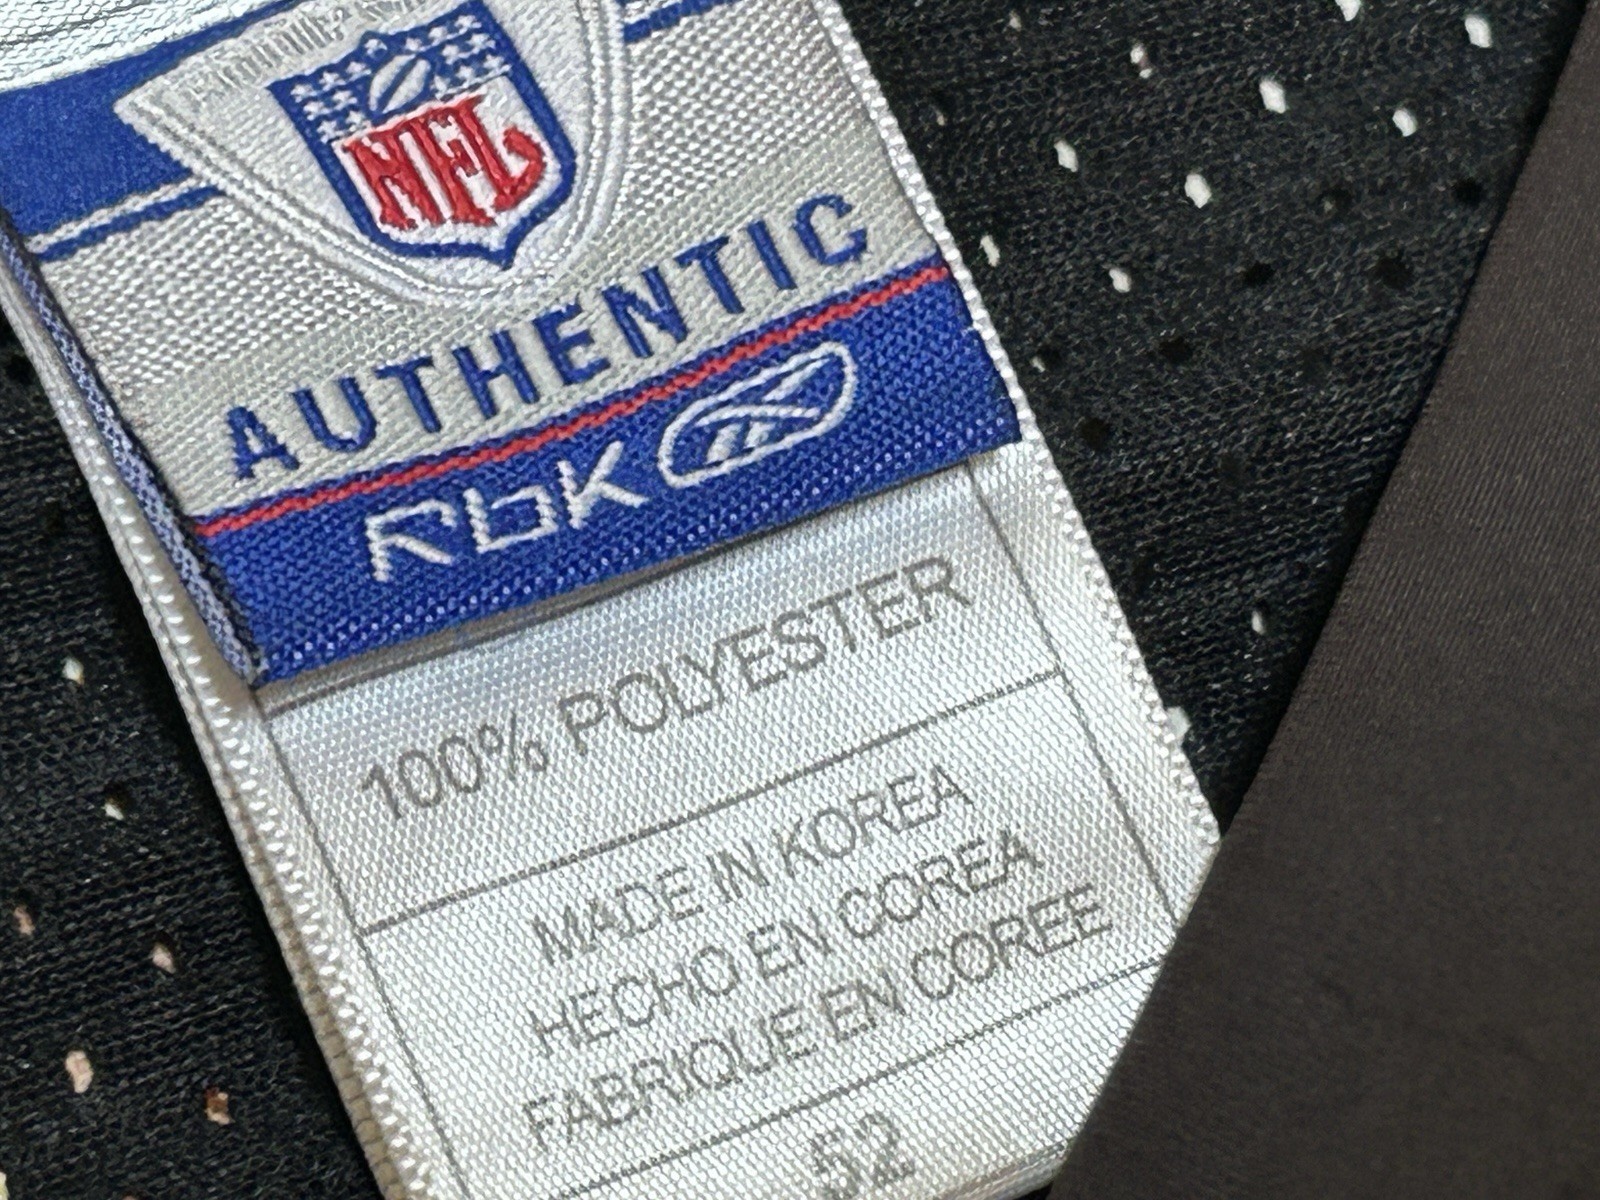 NFL
AUTHENTIC
Rbk
100% POLYESTER
MADE IN KOREA
HECHO EN COREA
FABRIQUE EN COREE
52